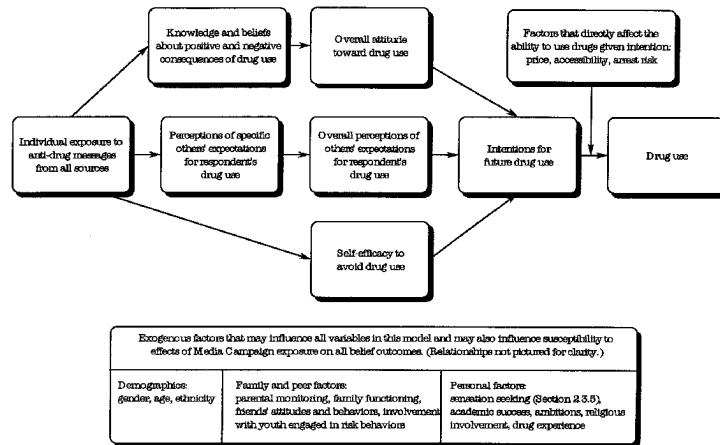 Knowledge and beliefs
about positive and negative
consequences of drug use
Overall attitude
toward drug use
Factors that directly affect the
ability to use drugs given intention:
price, accessibility, arrest risk
Individual exposure to
anti-drug messages
from all sources
Perceptions of specific
others' expectations
for respondent's
drug use
Overall perceptions of
others' expectations
for respondent's
drug use
Intentions for
future drug use
Drug use
Self-efficacy to
avoid drug use
Exogenous factors that may influence all variables in this model and may also influence susceptibility to
effects of Media Campaign exposure on all belief outcomes. (Relationships not pictured for clarity.)
Demographics:
gender, age, ethnicity
Family and peer factors:
parental monitoring, family functioning,
friends' attitudes and behaviors, involvement
with youth engaged in risk behaviors
Personal factors:
sensation seeking (Section 2.3.5),
academic success, ambitions, religious
involvement, drug experience